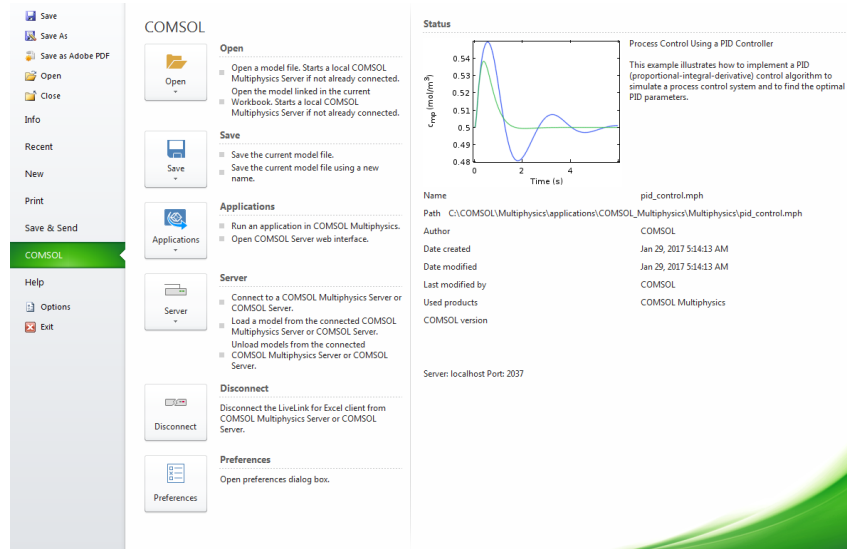 Save
Save As
Save as Adobe PDF
Open
Close
Info
Recent
New
Print
Save & Send
COMSOL
Help
Options
Exit
COMSOL
Open
Open
Open a model file. Starts a local COMSOL
Multiphysics Server if not already connected.
Open the model linked in the current
Workbook. Starts a local COMSOL
Multiphysics Server if not already connected.
Save
Save
Save the current model file.
Save the current model file using a new
name.
Applications
Applications
Run an application in COMSOL Multiphysics.
Open COMSOL Server web interface.
Server
Server
Connect to a COMSOL Multiphysics Server or
COMSOL Server.
Load a model from the connected COMSOL
Multiphysics Server or COMSOL Server.
Unload models from the connected
COMSOL Multiphysics Server or COMSOL
Server.
Disconnect
Disconnect
Disconnect the LiveLink for Excel client from
COMSOL Multiphysics Server or COMSOL
Server.
Preferences
Preferences
Open preferences dialog box.
Status
c_mp (mol/m³)
0.54
0.53
0.52
0.51
0.5
0.49
0.48
0 2 4
Time (s)
Process Control Using a PID Controller
This example illustrates how to implement a PID
(proportional-integral-derivative) control algorithm to
simulate a process control system and to find the optimal
PID parameters.
Name pid_control.mph
Path C:\COMSOL\Multiphysics\applications\COMSOL_Multiphysics\Multiphysics\pid_control.mph
Author COMSOL
Date created Jan 29, 2017 5:14:13 AM
Date modified Jan 29, 2017 5:14:13 AM
Last modified by COMSOL
Used products COMSOL Multiphysics
COMSOL version
Server: localhost Port: 2037